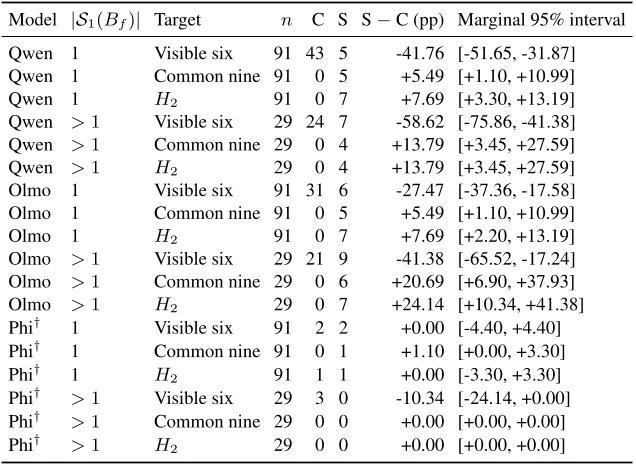 Model |S₁(B_f)| Target n C S S − C (pp) Marginal 95% interval
Qwen 1 Visible six 91 43 5 -41.76 [-51.65, -31.87]
Qwen 1 Common nine 91 0 5 +5.49 [+1.10, +10.99]
Qwen 1 H₂ 91 0 7 +7.69 [+3.30, +13.19]
Qwen > 1 Visible six 29 24 7 -58.62 [-75.86, -41.38]
Qwen > 1 Common nine 29 0 4 +13.79 [+3.45, +27.59]
Qwen > 1 H₂ 29 0 4 +13.79 [+3.45, +27.59]
Olmo 1 Visible six 91 31 6 -27.47 [-37.36, -17.58]
Olmo 1 Common nine 91 0 5 +5.49 [+1.10, +10.99]
Olmo 1 H₂ 91 0 7 +7.69 [+2.20, +13.19]
Olmo > 1 Visible six 29 21 9 -41.38 [-65.52, -17.24]
Olmo > 1 Common nine 29 0 6 +20.69 [+6.90, +37.93]
Olmo > 1 H₂ 29 0 7 +24.14 [+10.34, +41.38]
Phi† 1 Visible six 91 2 2 +0.00 [-4.40, +4.40]
Phi† 1 Common nine 91 0 1 +1.10 [+0.00, +3.30]
Phi† 1 H₂ 91 1 1 +0.00 [-3.30, +3.30]
Phi† > 1 Visible six 29 3 0 -10.34 [-24.14, +0.00]
Phi† > 1 Common nine 29 0 0 +0.00 [+0.00, +0.00]
Phi† > 1 H₂ 29 0 0 +0.00 [+0.00, +0.00]